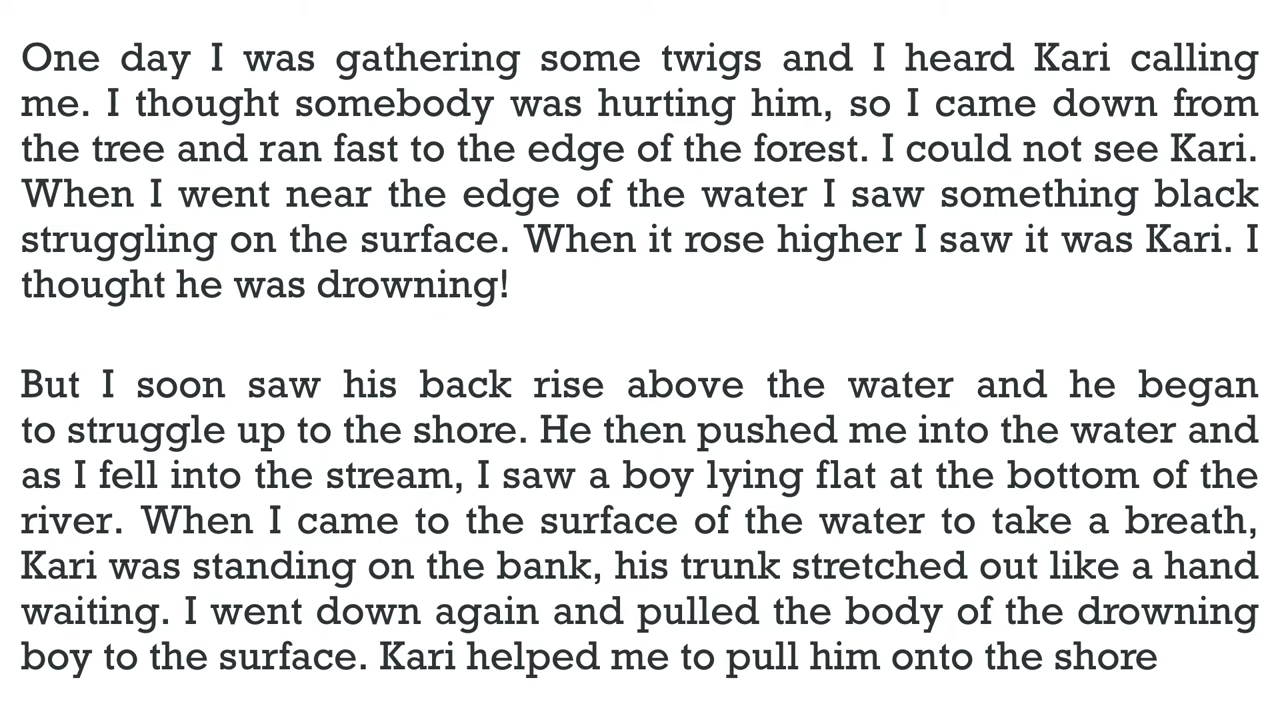 One day I was gathering some twigs and I heard Kari calling
me. I thought somebody was hurting him, so I came down from
the tree and ran fast to the edge of the forest. I could not see Kari.
When I went near the edge of the water I saw something black
struggling on the surface. When it rose higher I saw it was Kari. I
thought he was drowning!
But I soon saw his back rise above the water and he began
to struggle up to the shore. He then pushed me into the water and
as I fell into the stream, I saw a boy lying flat at the bottom of the
river. When I came to the surface of the water to take a breath,
Kari was standing on the bank, his trunk stretched out like a hand
waiting. I went down again and pulled the body of the drowning
boy to the surface. Kari helped me to pull him onto the shore